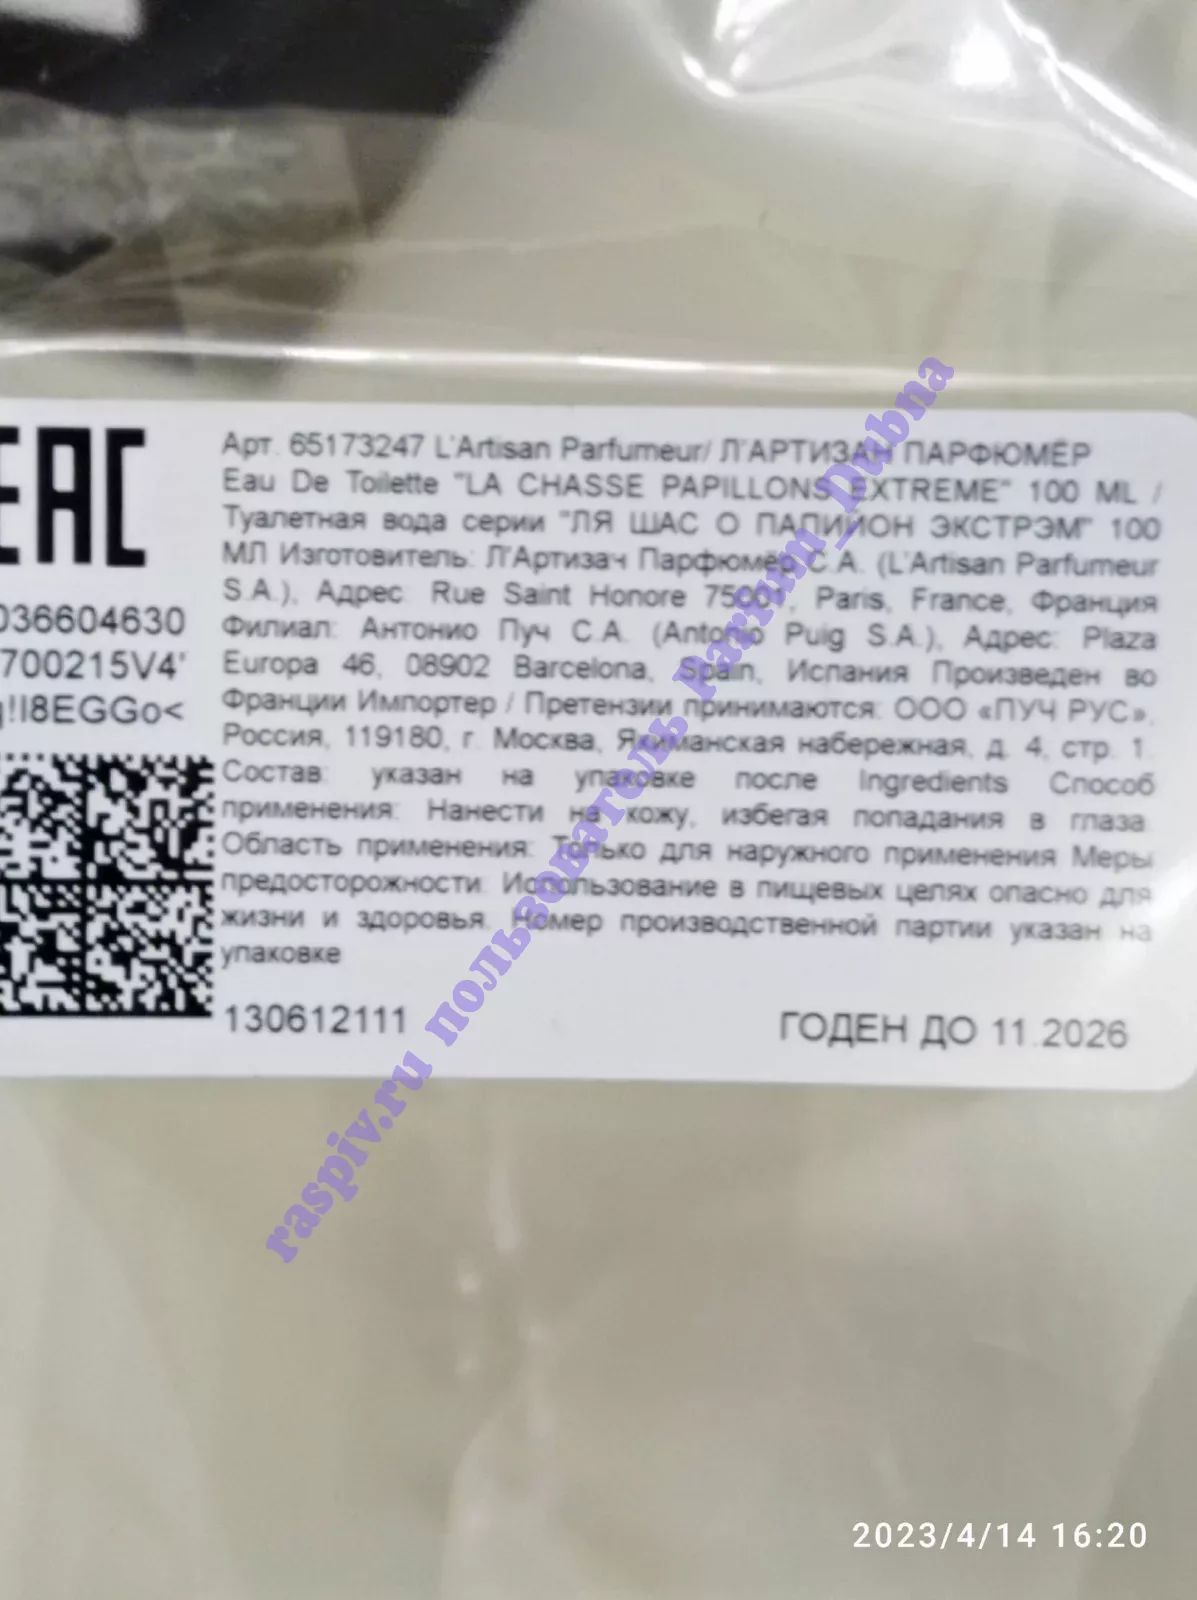 EAC
036604630
700215V4'
!I8EGGo<
Арт. 65173247 L'Artisan Parfumeur/ Л'АРТИЗАН ПАРФЮМЕР
Eau De Toilette "LA CHASSE PAPILLONS EXTREME" 100 ML /
Туалетная вода серии "ЛЯ ШАС О ПАПИЙОН ЭКСТРЭМ" 100
МЛ Изготовитель: Л'Артизан Парфюмёр С.А. (L'Artisan Parfumeur
S.A.), Адрес: Rue Saint Honore Paris, France, Франция
Филиал: Антонио Пуч С.А. (Antonio Puig S.A.), Адрес: Plaza
Europa 46, 08902 Barcelona, Spain, Испания Произведен во
Франции Импортер / Претензии принимаются: ООО «ПУЧ РУС»,
Россия, 119180, г. Москва, Якиманская набережная, д. 4, стр. 1.
Состав: указан на упаковке после Ingredients Способ
применения: Нанести на кожу, избегая попадания в глаза
Область применения: Только для наружного применения Меры
предосторожности: Использование в пищевых целях опасно для
жизни и здоровья. Номер производственной партии указан на
упаковке
130612111
ГОДЕН ДО 11.2026
raspiv.ru пользователь Parfum_Dubna
2023/4/14 16:20